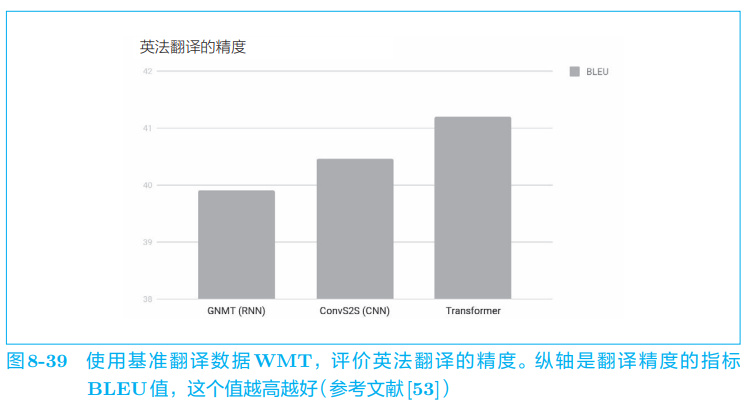 英法翻译的精度
42
BLEU
41
40
39
38
GNMT (RNN)
ConvS2S (CNN)
Transformer
图8-39 使用基准翻译数据WMT，评价英法翻译的精度。纵轴是翻译精度的指标
BLEU值，这个值越高越好（参考文献[53]）